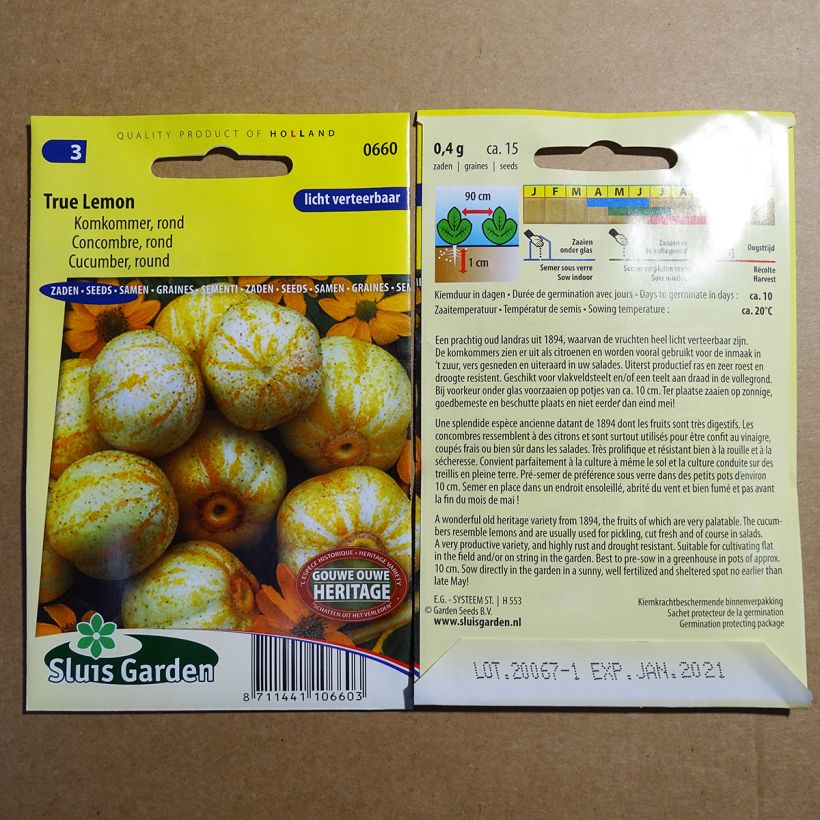 QUALITY PRODUCT OF HOLLAND
3
0660
True Lemon
licht verteerbaar
Komkommer, rond
Concombre, rond
Cucumber, round
ZADEN • SEEDS • SAMEN • GRAINES • SEMENTI • ZADEN • SEEDS • SAMEN • GRAINES • SEM
'L ESPÈCE HISTORIQUE • HERITAGE VARIETY
GOUWE OUWE
HERITAGE
"SCHATTEN UIT HET VERLEDEN"
Sluis Garden
8 711441 106603
0,4 g ca. 15
zaden | graines | seeds
J F M A M J J A
90 cm
1 cm
Zaaien
onder glas
Semer sous verre
Sow indoor
Zaaien in
de vollegrond
Semer en pleine terre
Oogsttijd
Récolte
Harvest
Kiemduur in dagen • Durée de germination avec jours • Days to germinate in days : ca. 10
Zaaitemperatuur • Températur de semis • Sowing temperature : ca. 20°C
Een prachtig oud landras uit 1894, waarvan de vruchten heel licht verteerbaar zijn.
De komkommers zien er uit als citroenen en worden vooral gebruikt voor de inmaak in
't zuur, vers gesneden en uiteraard in uw salades. Uiterst productief ras en zeer roest en
droogte resistent. Geschikt voor vlakveldsteelt en/of een teelt aan draad in de vollegrond.
Bij voorkeur onder glas voorzaaien op potjes van ca. 10 cm. Ter plaatse zaaien op zonnige,
goedbemeste en beschutte plaats en niet eerder dan eind mei!
Une splendide espèce ancienne datant de 1894 dont les fruits sont très digestifs. Les
concombres ressemblent à des citrons et sont surtout utilisés pour être confit au vinaigre,
coupés frais ou bien sûr dans les salades. Très prolifique et résistant bien à la rouille et à la
sécheresse. Convient parfaitement à la culture à même le sol et la culture conduite sur des
treillis en pleine terre. Pré-semer de préférence sous verre dans des petits pots d'environ
10 cm. Semer en place dans un endroit ensoleillé, abrité du vent et bien fumé et pas avant
la fin du mois de mai !
A wonderful old heritage variety from 1894, the fruits of which are very palatable. The cucum-
bers resemble lemons and are usually used for pickling, cut fresh and of course in salads.
A very productive variety, and highly rust and drought resistant. Suitable for cultivating flat
in the field and/or on string in the garden. Best to pre-sow in a greenhouse in pots of approx.
10 cm. Sow directly in the garden in a sunny, well fertilized and sheltered spot no earlier than
late May!
E.G. - SYSTEEM ST. | H 553
© Garden Seeds B.V.
www.sluisgarden.nl
Kiemkrachtbeschermende binnenverpakking
Sachet protecteur de la germination
Germination protecting package
LOT.20067-1 EXP.JAN.2021